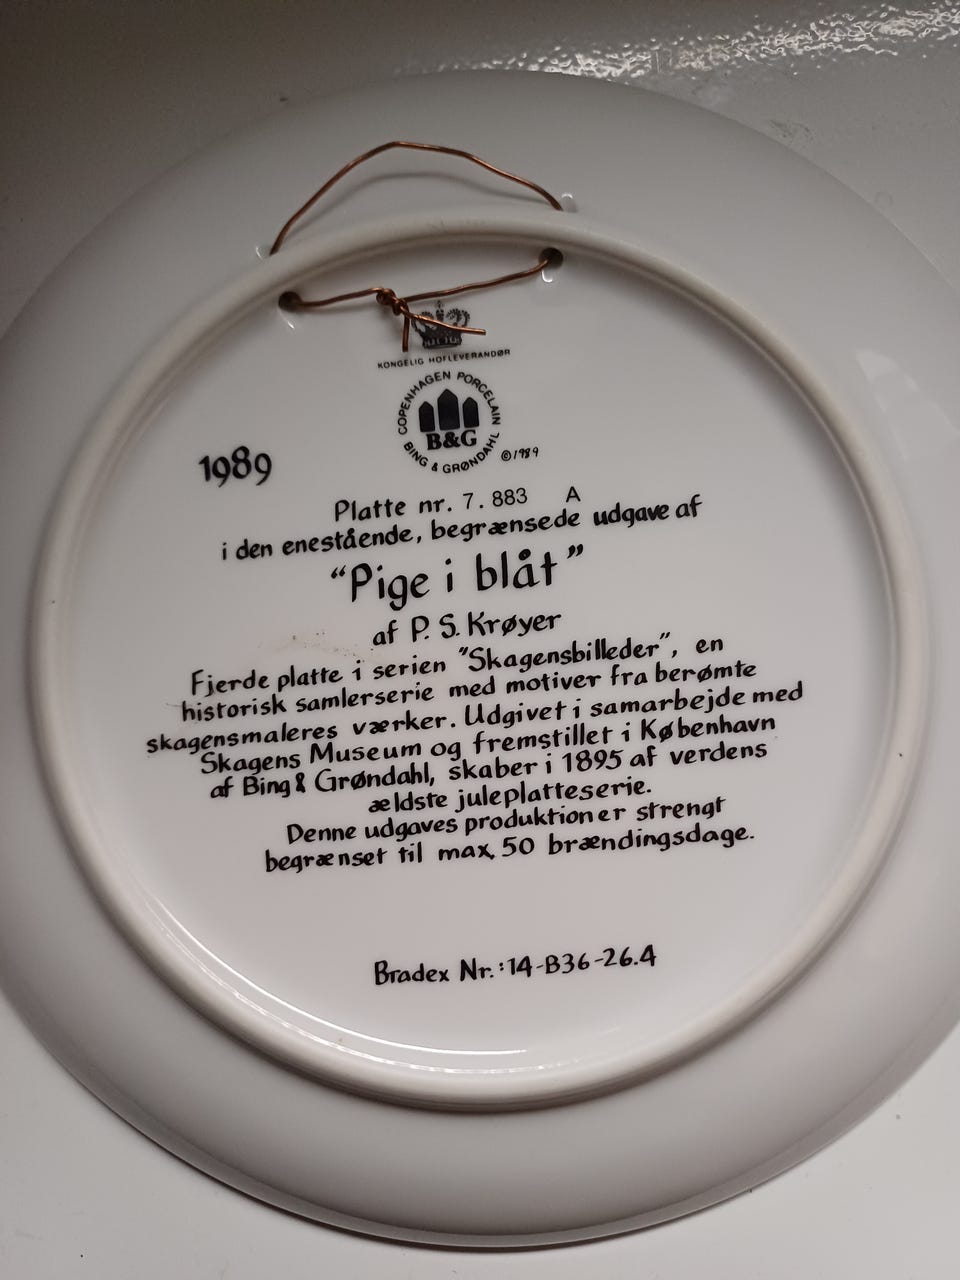 KONGELIG HOFLEVERANDØR
COPENHAGEN PORCELAIN
B&G
BING & GRØNDAHL
©1989
1989
Platte nr. 7.883 A
i den enestående, begrænsede udgave af
"Pige i blåt"
af P. S. Krøyer
Fjerde platte i serien "Skagensbilleder", en
historisk samlerserie med motiver fra berømte
skagensmaleres værker. Udgivet i samarbejde med
Skagens Museum og fremstillet i København
af Bing & Grøndahl, skaber i 1895 af verdens
ældste juleplatteserie.
Denne udgaves produktion er strengt
begrænset til max. 50 brændingsdage.
Bradex Nr.: 14-B36-26.4